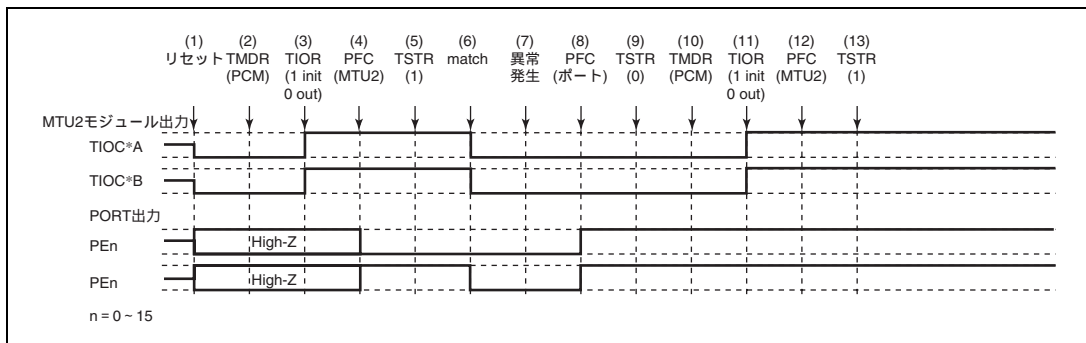 (1) (2) (3) (4) (5) (6) (7) (8) (9) (10) (11) (12) (13)
リセット TMDR TIOR PFC TSTR match 異常 PFC TSTR TMDR TIOR PFC TSTR
(PCM) (1 init (MTU2) (1) 発生 (ポート) (0) (PCM) (1 init (MTU2) (1)
0 out) 0 out)
MTU2モジュール出力
TIOC*A
TIOC*B
PORT出力
PEn High-Z
PEn High-Z
n = 0 ~ 15